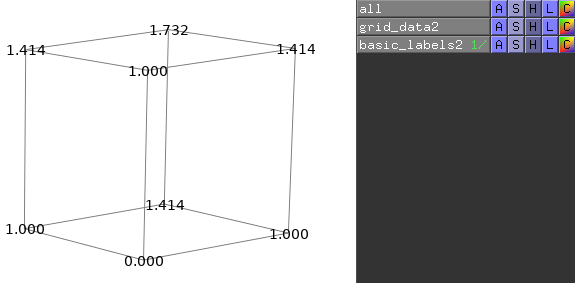 1.732
1.414
1.414
1.000
1.414
1.000
1.000
0.000
all A S H L C
grid_data2 A S H L C
basic_labels2 1/ A S H L C